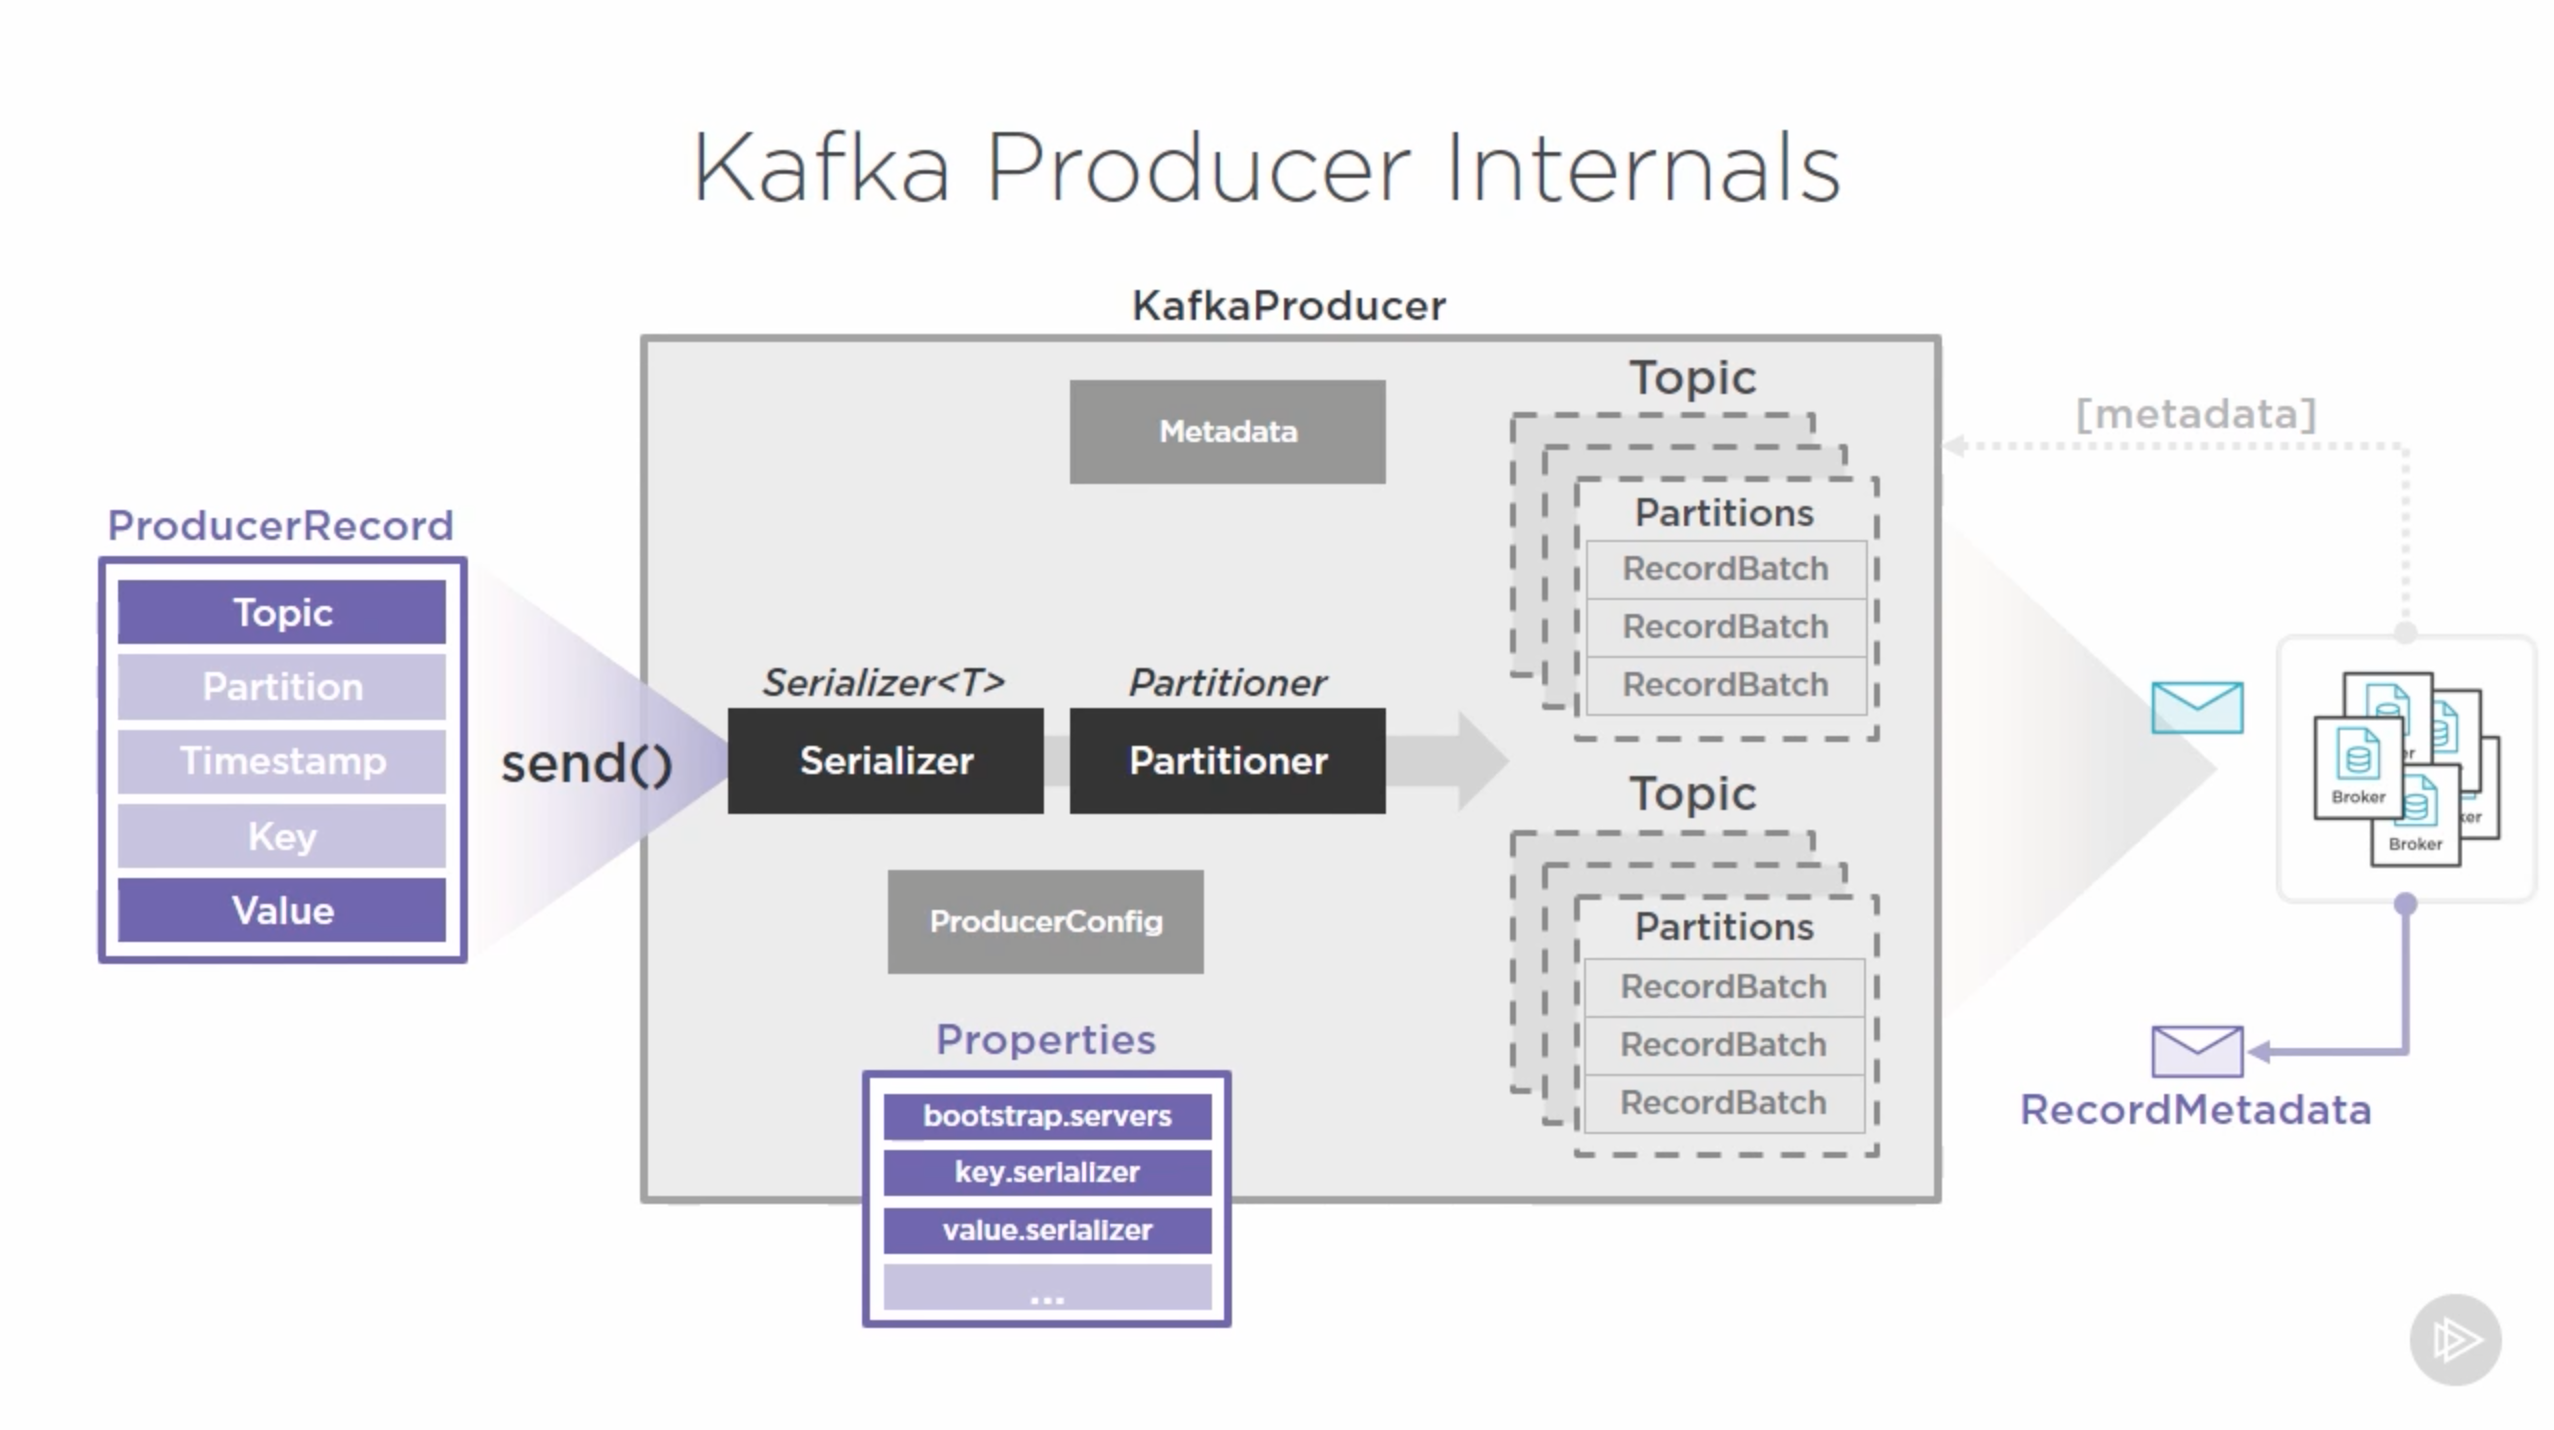 Kafka Producer Internals
KafkaProducer
ProducerRecord
Topic
Partition
Timestamp
Key
Value
send()
Metadata
Serializer<T>
Serializer
Partitioner
Partitioner
ProducerConfig
Properties
bootstrap.servers
key.serializer
value.serializer
...
Topic
Partitions
RecordBatch
RecordBatch
RecordBatch
Topic
Partitions
RecordBatch
RecordBatch
RecordBatch
[metadata]
Broker
Broker
RecordMetadata